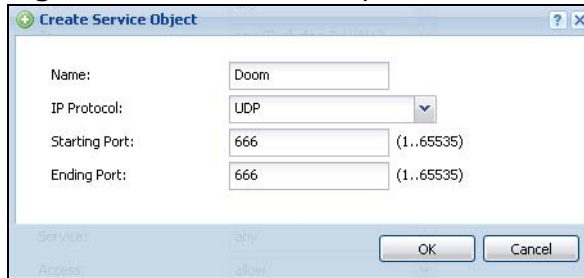 Create Service Object
Name: Doom
IP Protocol: UDP
Starting Port: 666 (1..65535)
Ending Port: 666 (1..65535)
Service: any
OK Cancel
Access: allow